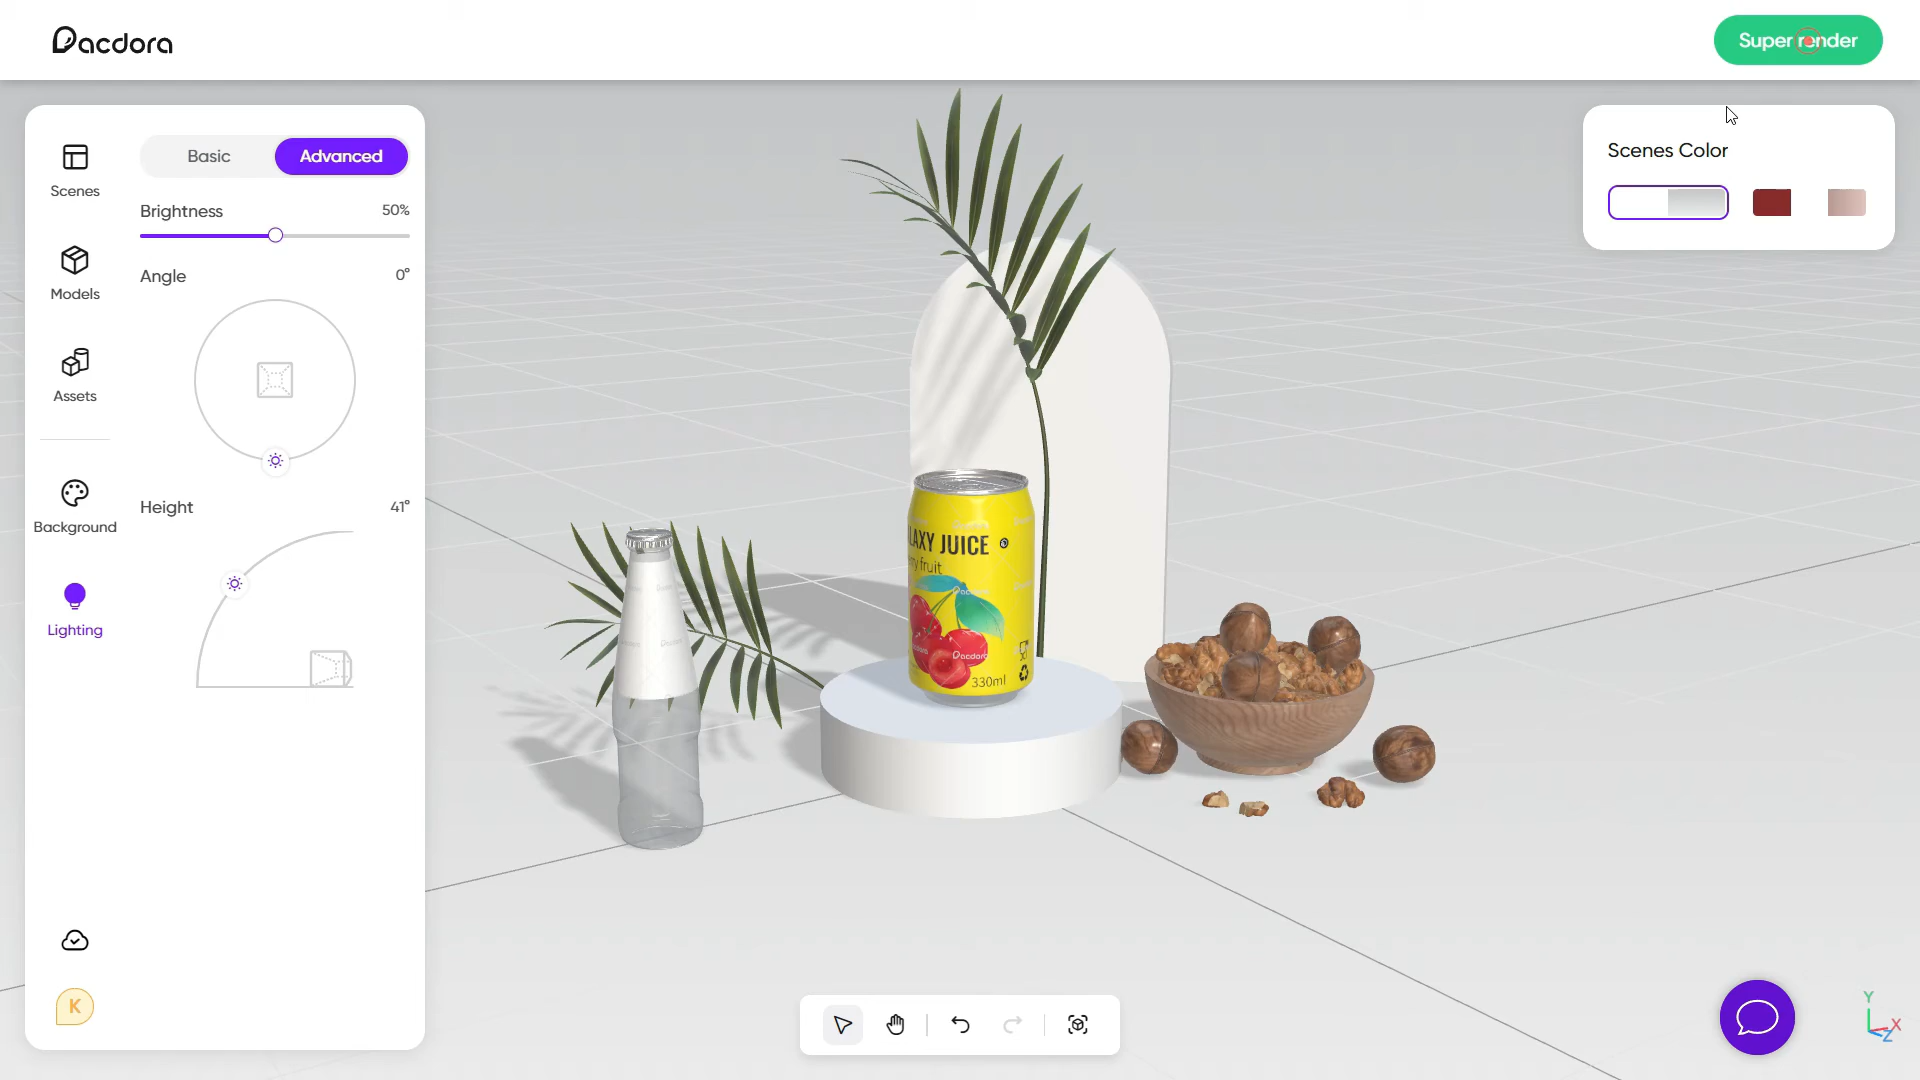 Pacdora
Super render
Scenes
Models
Assets
Background
Lighting
K
Basic
Advanced
Brightness
50%
Angle
0°
Height
41°
LAXY JUICE
ry fruit
Pacdora
330ml
Scenes Color
Y
X
Z